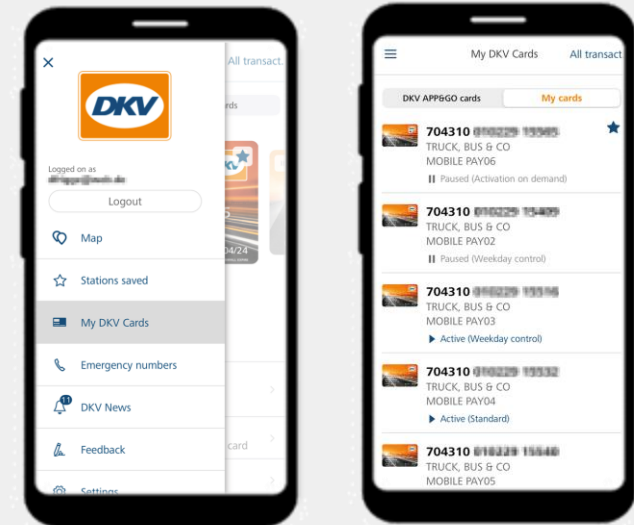 DKV
Logged on as
Logout
Map
Stations saved
My DKV Cards
Emergency numbers
11
DKV News
Feedback
Settings
All transact.
rds
04/24
card
My DKV Cards
All transact
DKV APP&GO cards
My cards
704310
TRUCK, BUS & CO
MOBILE PAY06
Paused (Activation on demand)
704310
TRUCK, BUS & CO
MOBILE PAY02
Paused (Weekday control)
704310
TRUCK, BUS & CO
MOBILE PAY03
Active (Weekday control)
704310
TRUCK, BUS & CO
MOBILE PAY04
Active (Standard)
704310
TRUCK, BUS & CO
MOBILE PAY05